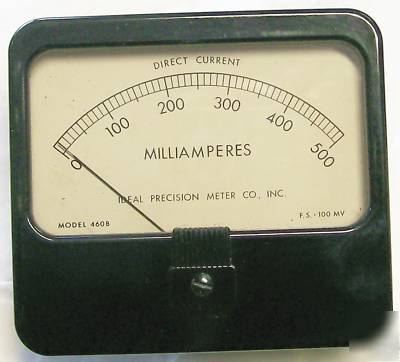 DIRECT CURRENT
0 100 200 300 400 500
MILLIAMPERES
IDEAL PRECISION METER CO., INC.
MODEL 460B
F.S.-100 MV